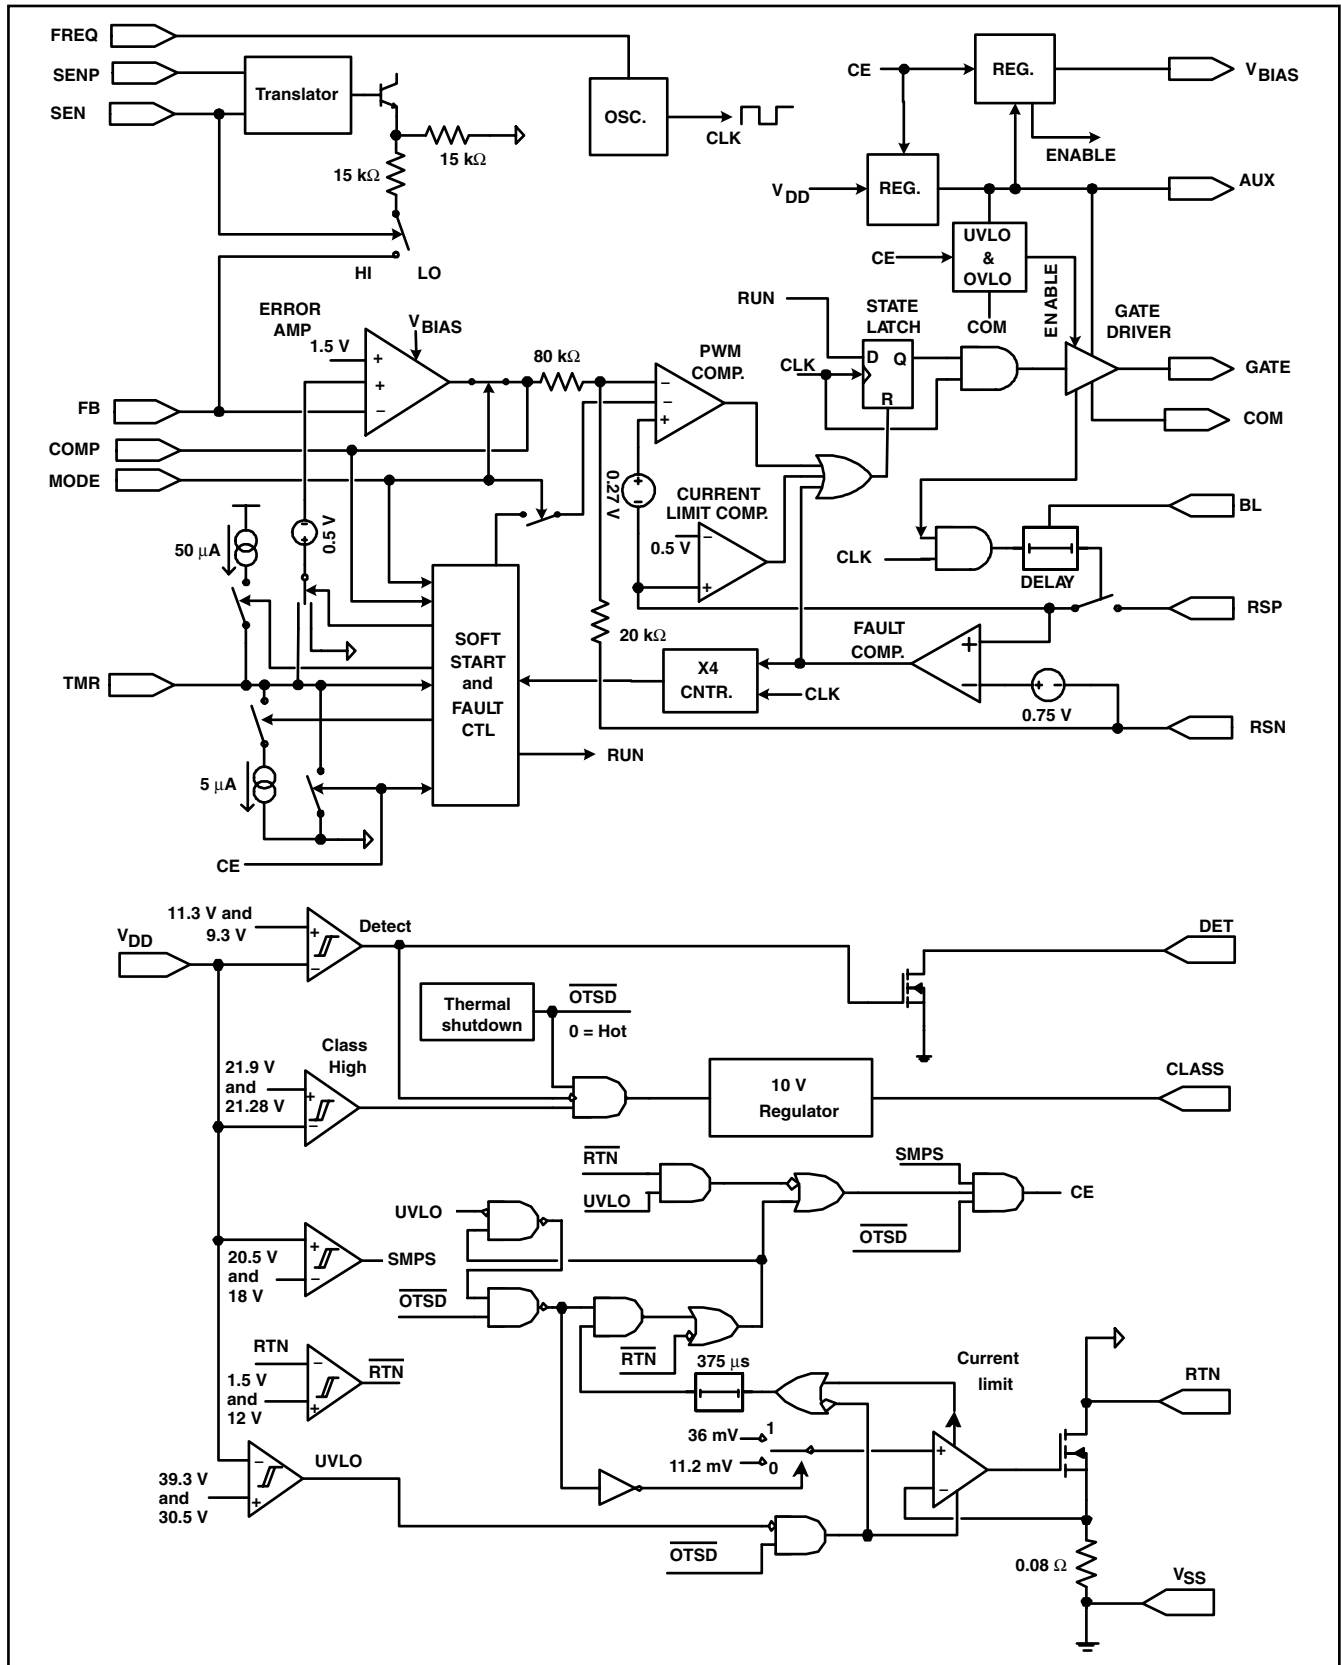 FREQ
SENP
SEN
Translator
15 kΩ
15 kΩ
HI
LO
OSC.
CLK
CE
REG.
V BIAS
ENABLE
V DD
REG.
AUX
CE
UVLO
&
OVLO
COM
ENABLE
GATE
DRIVER
RUN
STATE
LATCH
CLK
D
Q
R
GATE
COM
ERROR
AMP
V BIAS
1.5 V
+
+
−
80 kΩ
PWM
COMP.
−
−
+
FB
COMP
MODE
0.27 V
+
−
CURRENT
LIMIT COMP.
−
0.5 V
+
BL
CLK
DELAY
50 µA
−
+
0.5 V
RSP
20 kΩ
FAULT
COMP.
+
−
SOFT
START
and
FAULT
CTL
X4
CNTR.
CLK
+ −
0.75 V
TMR
RSN
RUN
5 µA
CE
V DD
11.3 V and
9.3 V
+
−
Detect
DET
Thermal
shutdown
OTSD
0 = Hot
Class
High
21.9 V
and
21.28 V
+
−
10 V
Regulator
CLASS
RTN
UVLO
SMPS
OTSD
CE
UVLO
20.5 V
and
18 V
+
−
SMPS
OTSD
RTN
RTN
1.5 V
and
12 V
−
+
RTN
375 µs
Current
limit
RTN
36 mV
1
11.2 mV
0
+
−
UVLO
39.3 V
and
30.5 V
−
+
OTSD
0.08 Ω
VSS